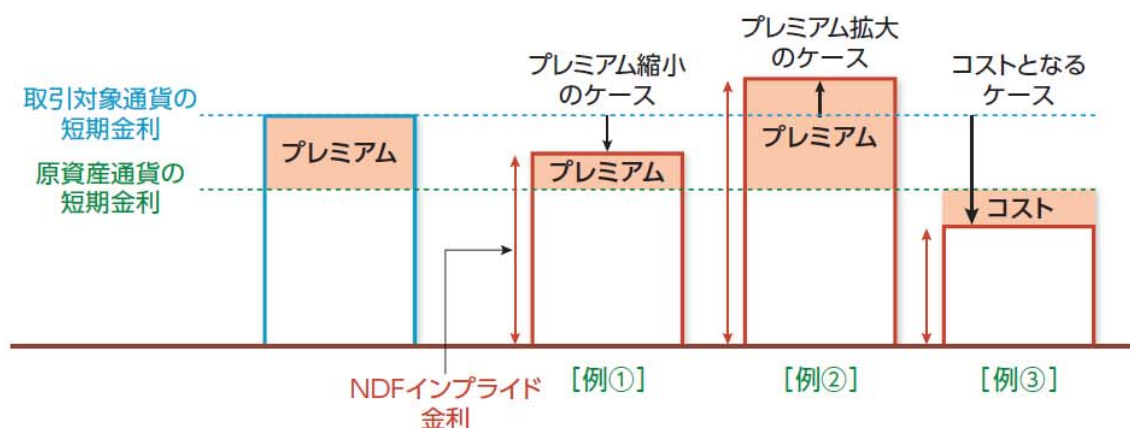 取引対象通貨の
短期金利
原資産通貨の
短期金利
プレミアム
プレミアム縮小
のケース
プレミアム
プレミアム拡大
のケース
プレミアム
コストとなる
ケース
コスト
NDFインプライド
金利
[例①]
[例②]
[例③]